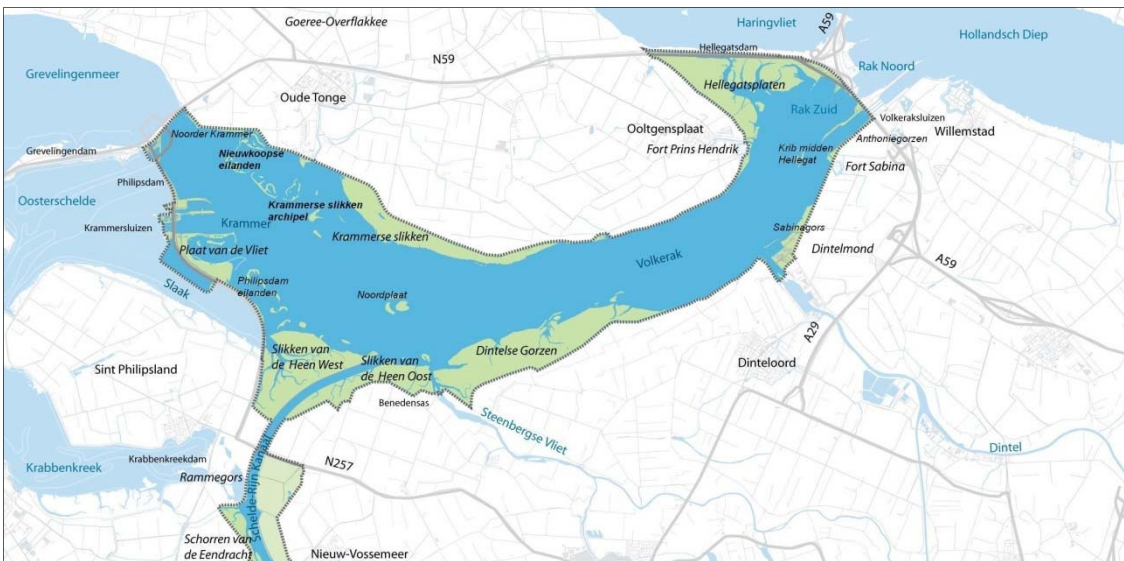 Goeree-Overflakkee
Haringvliet
A59
Hollandsch Diep
N59
Hellegatsdam
Grevelingenmeer
Rak Noord
Oude Tonge
Hellegatsplaten
Rak Zuid
Volkeraksluizen
Noorder Krammer
Ooltgensplaat
Willemstad
Anthoniegorzen
Grevelingendam
Nieuwkoopse
eilanden
Fort Prins Hendrik
Krib midden
Hellegat
Fort Sabina
Philipsdam
Oosterschelde
Krammerse slikken
archipel
Krammersluizen
Krammer
Krammerse slikken
Sabinagors
Plaat van de Vliet
Dintelmond
Volkerak
A59
Slaak
Philipsdam
eilanden
Noordplaat
A29
Slikken van
de Heen West
Slikken van
de Heen Oost
Dintelse Gorzen
Dinteloord
Sint Philipsland
Benedensas
Steenbergse Vliet
Dintel
Krabbenkreek
Krabbenkreekdam
Rammegors
Schelde-Rijn Kanaal
N257
Schorren van
de Eendracht
Nieuw-Vossemeer